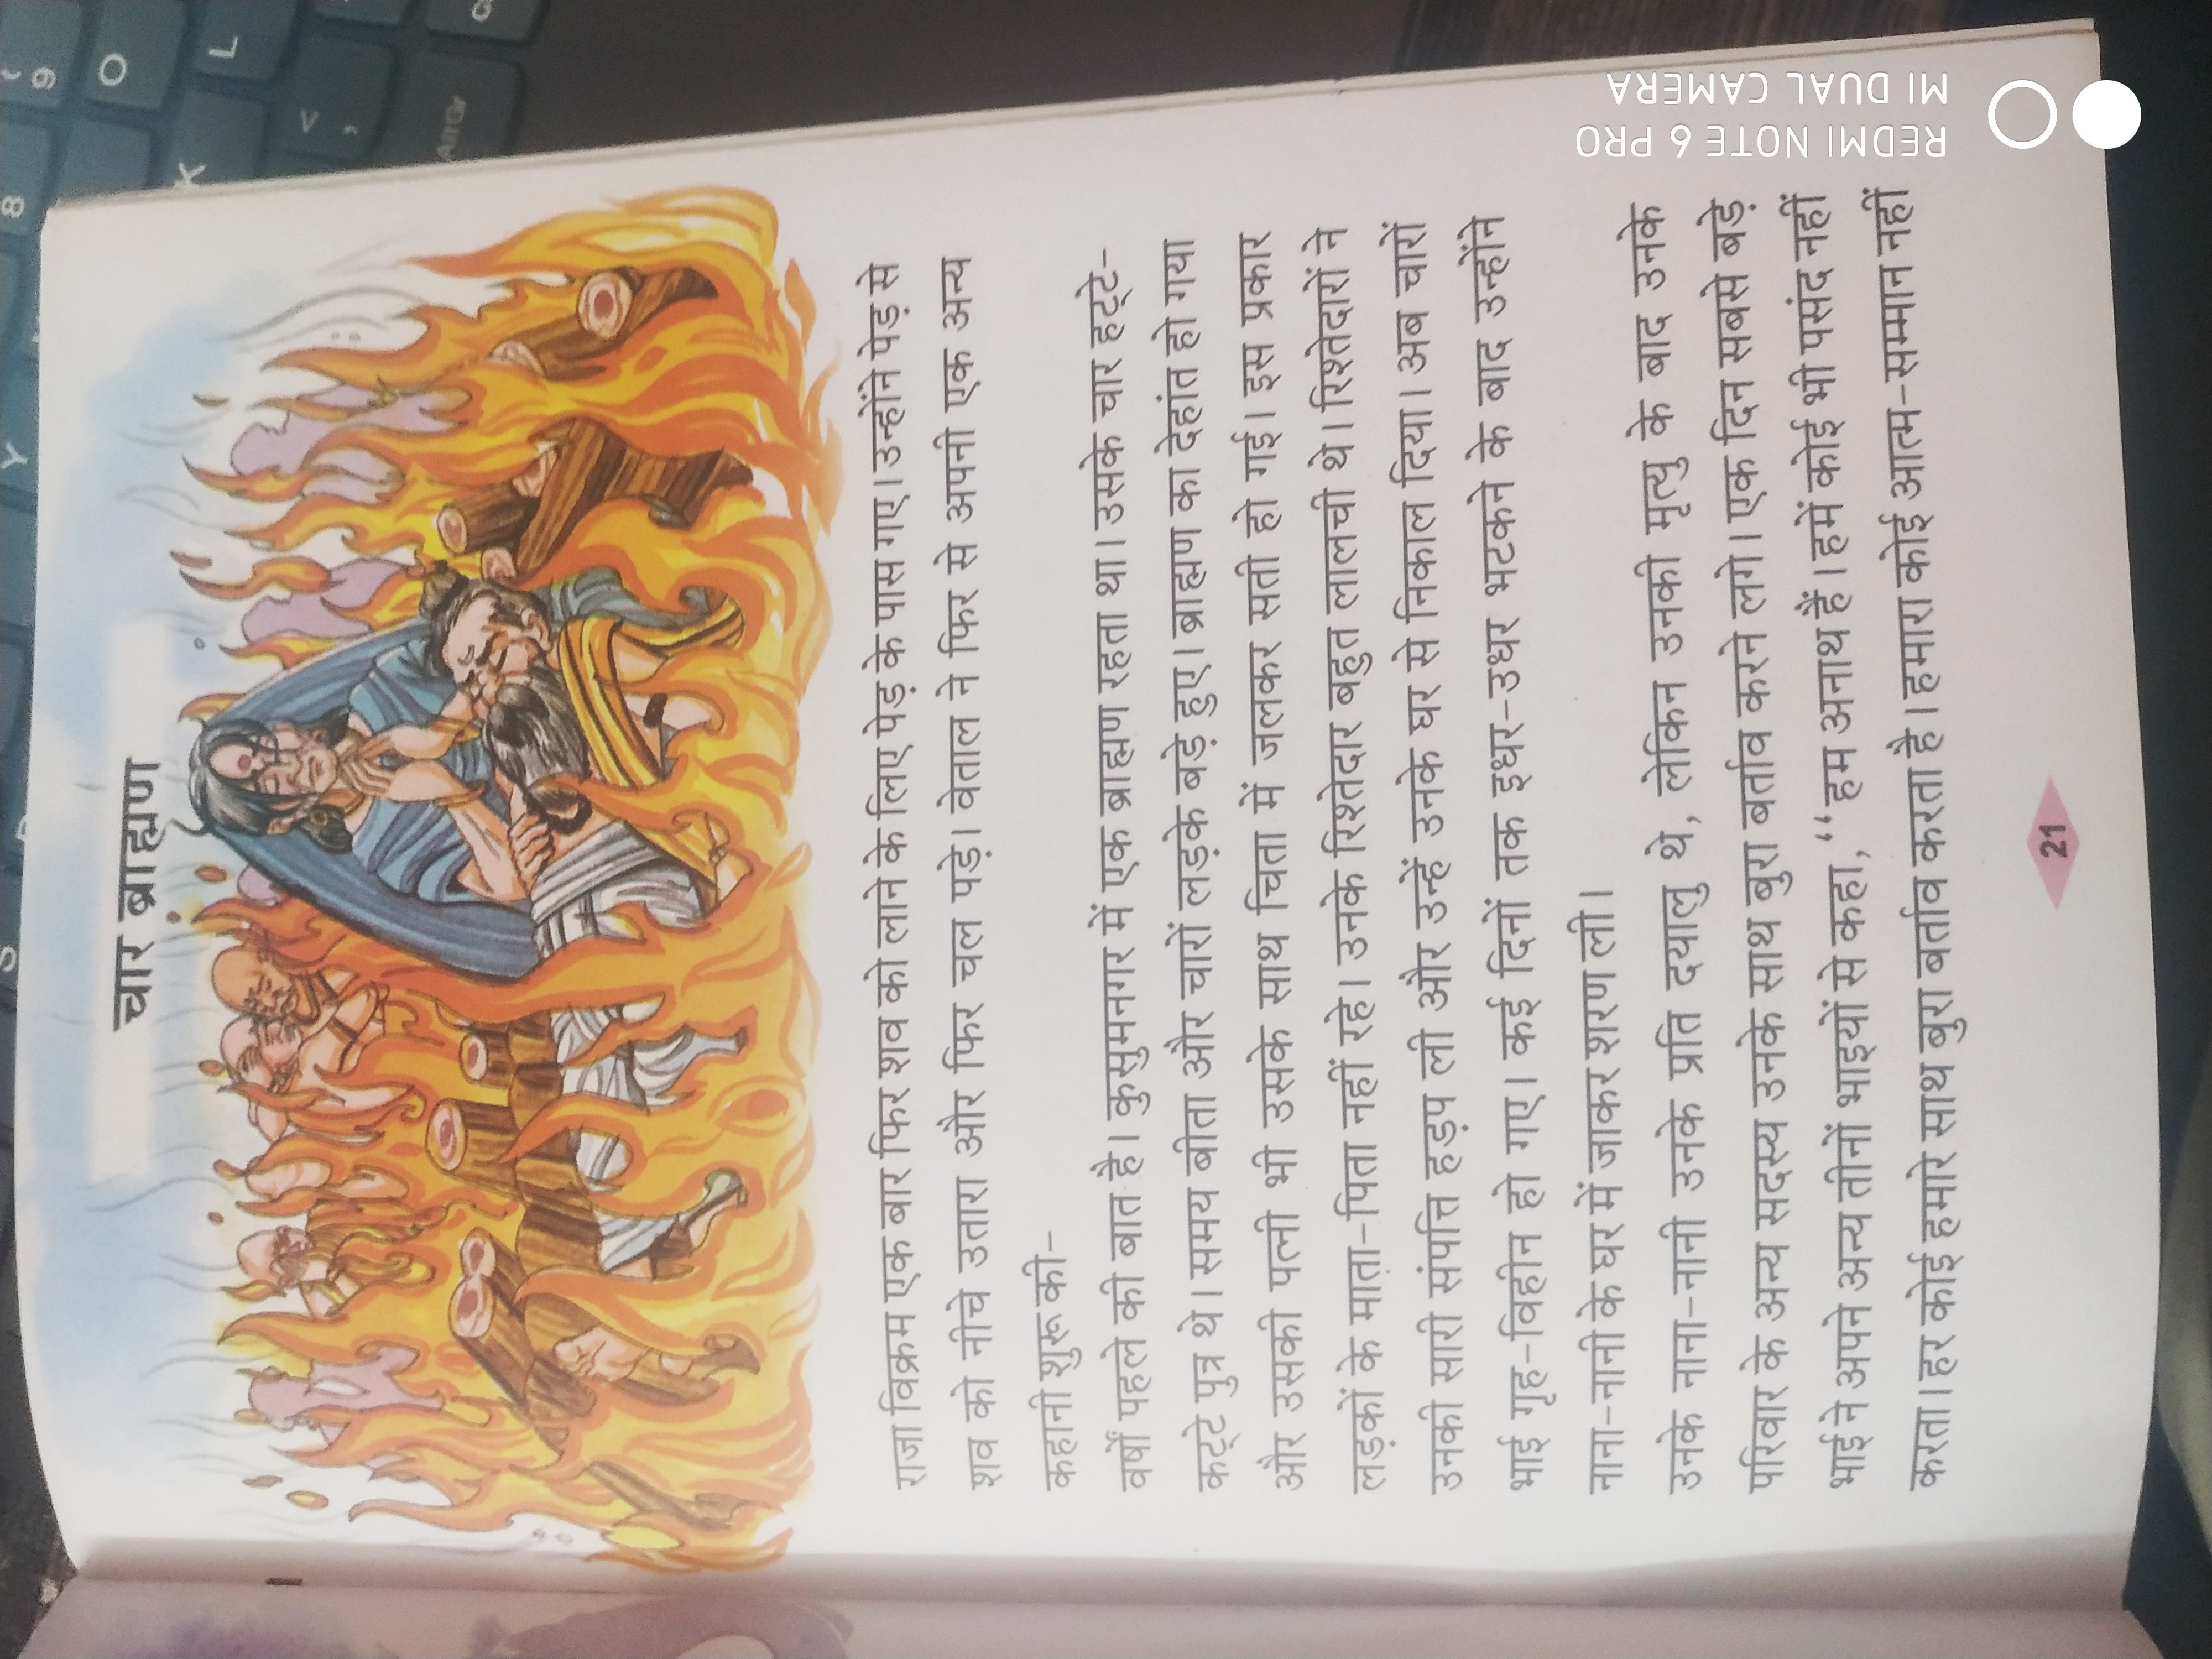 चार ब्राह्मण
राजा विक्रम एक बार फिर शव को लाने के लिए पेड़ के पास गए। उन्होंने पेड़ से
शव को नीचे उतारा और फिर चल पड़े। वेताल ने फिर से अपनी एक अन्य
कहानी शुरू की-
वर्षों पहले की बात है। कुसुमनगर में एक ब्राह्मण रहता था। उसके चार हट्टे-
कट्टे पुत्र थे। समय बीता और चारों लड़के बड़े हुए। ब्राह्मण का देहांत हो गया
और उसकी पत्नी भी उसके साथ चिता में जलकर सती हो गई। इस प्रकार
लड़कों के माता-पिता नहीं रहे। उनके रिश्तेदार बहुत लालची थे। रिश्तेदारों ने
उनकी सारी संपत्ति हड़प ली और उन्हें उनके घर से निकाल दिया। अब चारों
भाई गृह-विहीन हो गए। कई दिनों तक इधर-उधर भटकने के बाद उन्होंने
नाना-नानी के घर में जाकर शरण ली।
उनके नाना-नानी उनके प्रति दयालु थे, लेकिन उनकी मृत्यु के बाद उनके
परिवार के अन्य सदस्य उनके साथ बुरा बर्ताव करने लगे। एक दिन सबसे बड़े
भाई ने अपने अन्य तीनों भाइयों से कहा, "हम अनाथ हैं। हमें कोई भी पसंद नहीं
करता। हर कोई हमारे साथ बुरा बर्ताव करता है। हमारा कोई आत्म-सम्मान नहीं
21
REDMI NOTE 6 PRO
MI DUAL CAMERA